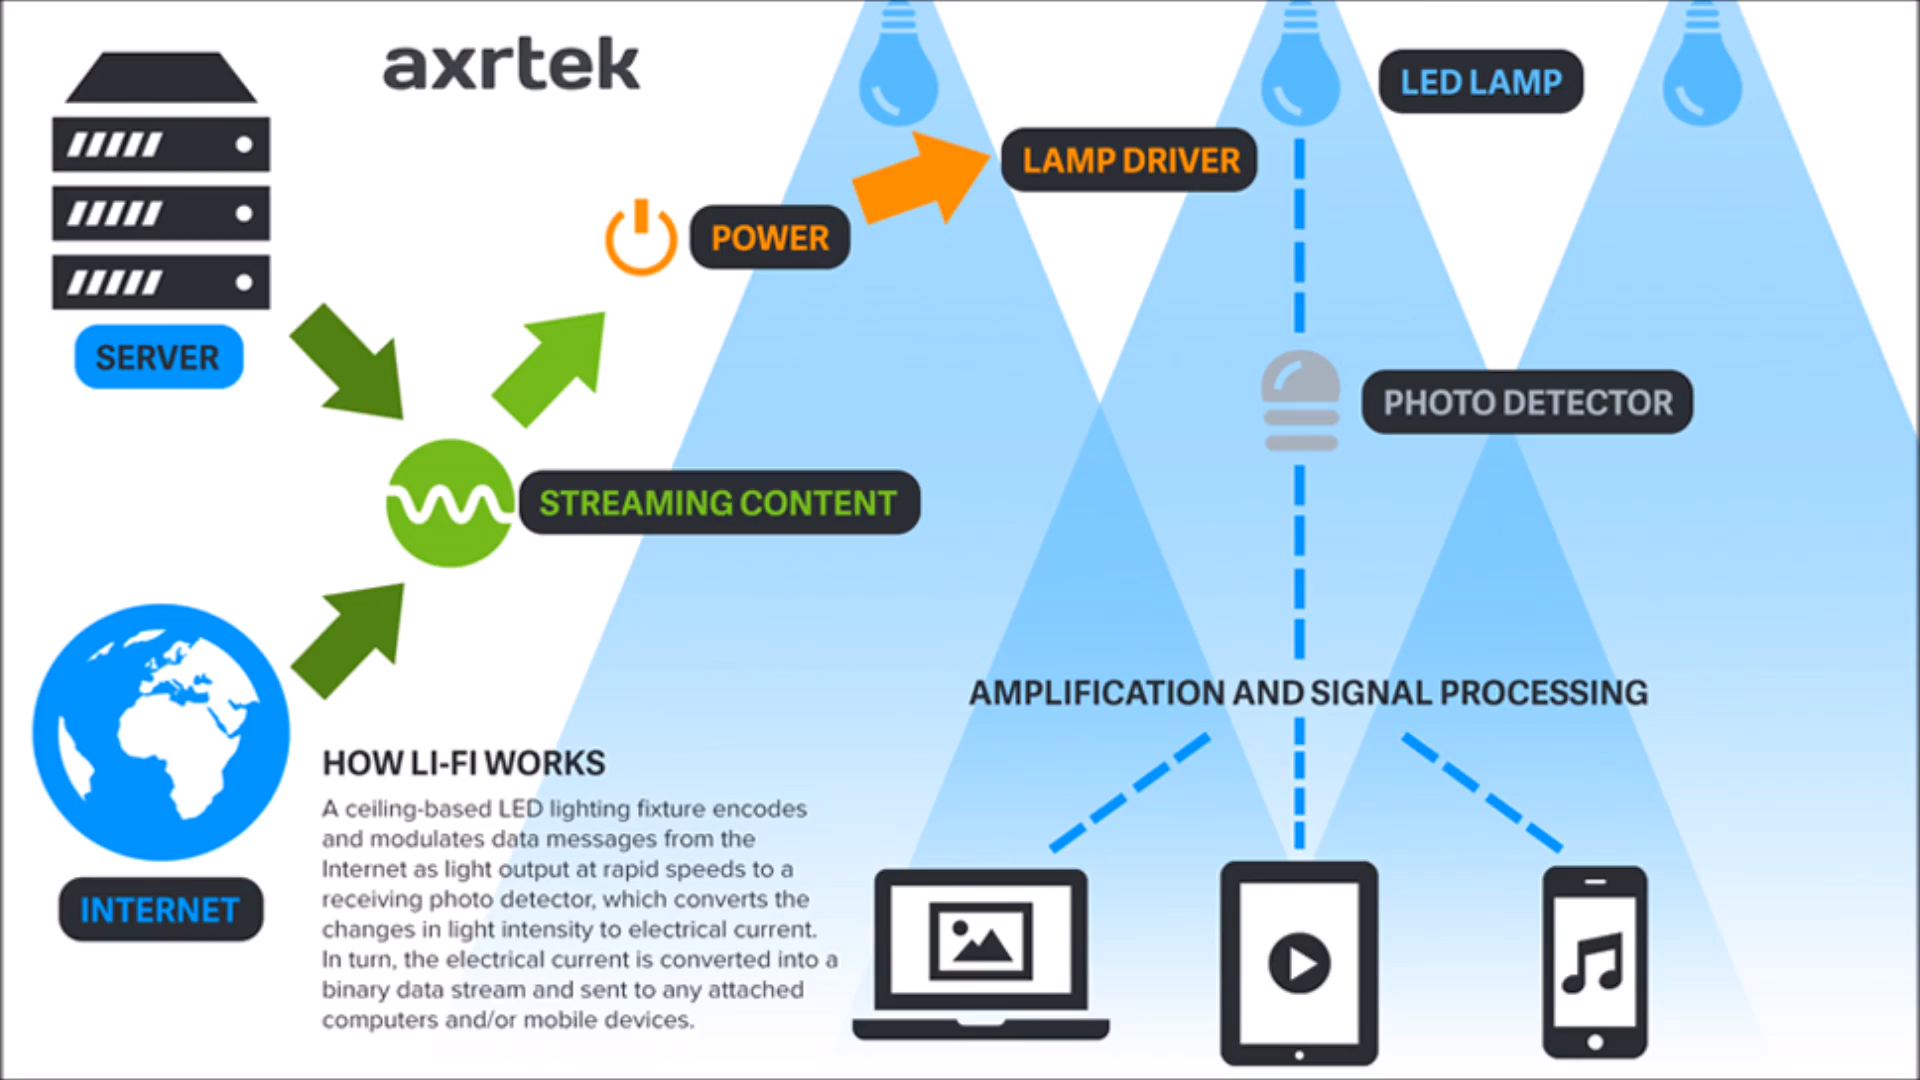 axrtek
LED LAMP
LAMP DRIVER
POWER
SERVER
PHOTO DETECTOR
STREAMING CONTENT
AMPLIFICATION AND SIGNAL PROCESSING
INTERNET
HOW LI-FI WORKS
A ceiling-based LED lighting fixture encodes
and modulates data messages from the
Internet as light output at rapid speeds to a
receiving photo detector, which converts the
changes in light intensity to electrical current.
In turn, the electrical current is converted into a
binary data stream and sent to any attached
computers and/or mobile devices.